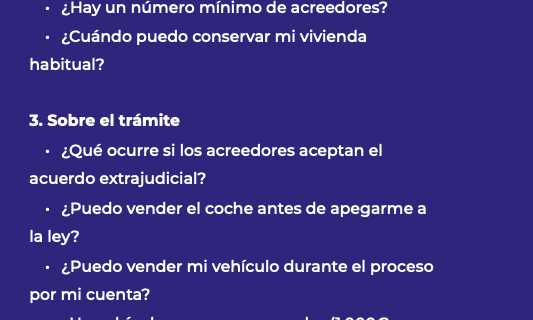 • ¿Hay un número mínimo de acreedores?
• ¿Cuándo puedo conservar mi vivienda
habitual?
3. Sobre el trámite
• ¿Qué ocurre si los acreedores aceptan el
acuerdo extrajudicial?
• ¿Puedo vender el coche antes de apegarme a
la ley?
• ¿Puedo vender mi vehículo durante el proceso
por mi cuenta?